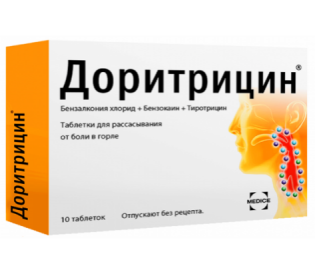 Доритрицин®
Бензалкония хлорид + Бензокаин + Тиротрицин
Таблетки для рассасывания
от боли в горле
MEDICE
10 таблеток
Отпускают без рецепта.
Доритрицин®